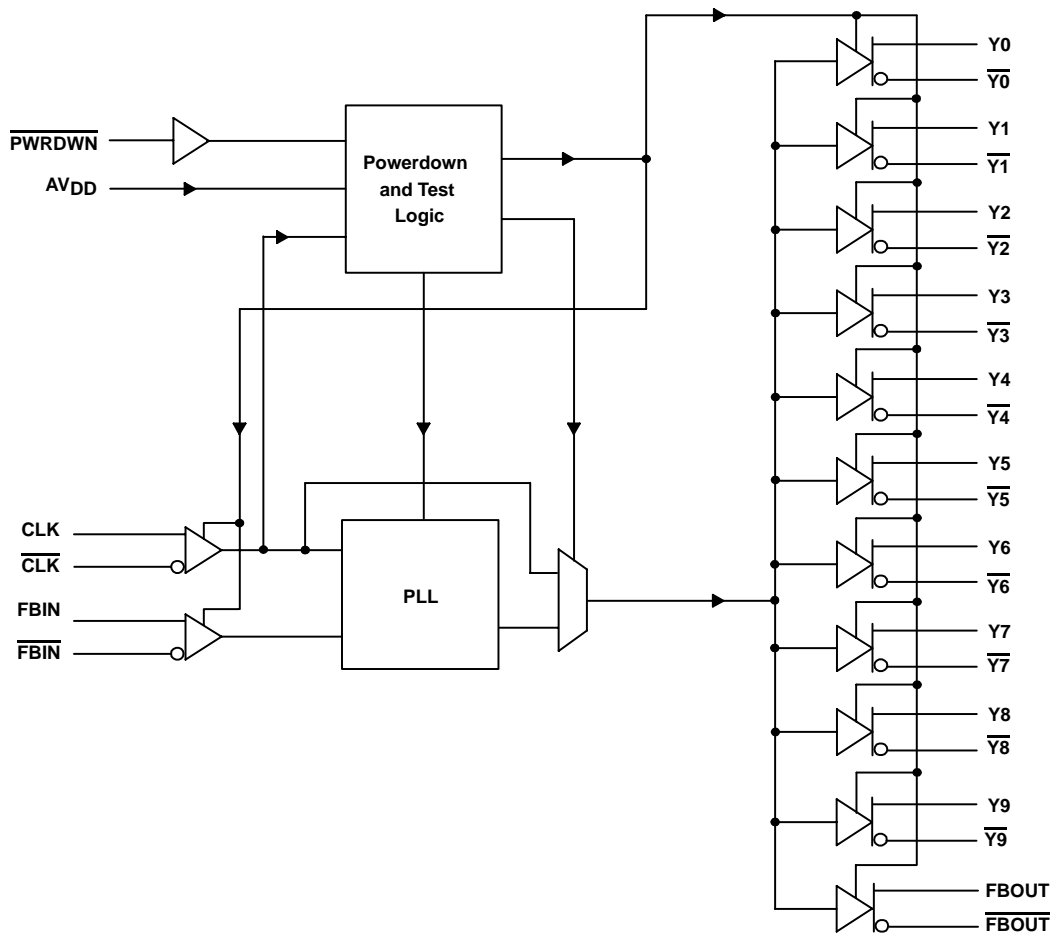 PWRDWN
AVDD
Powerdown
and Test
Logic
CLK
CLK
FBIN
FBIN
PLL
Y0
Y0
Y1
Y1
Y2
Y2
Y3
Y3
Y4
Y4
Y5
Y5
Y6
Y6
Y7
Y7
Y8
Y8
Y9
Y9
FBOUT
FBOUT